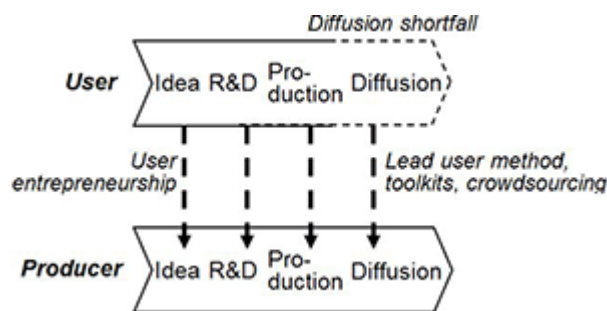 Diffusion shortfall
User
Idea R&D Pro-
duction Diffusion
User
entrepreneurship
Lead user method,
toolkits, crowdsourcing
Producer
Idea R&D Pro-
duction Diffusion